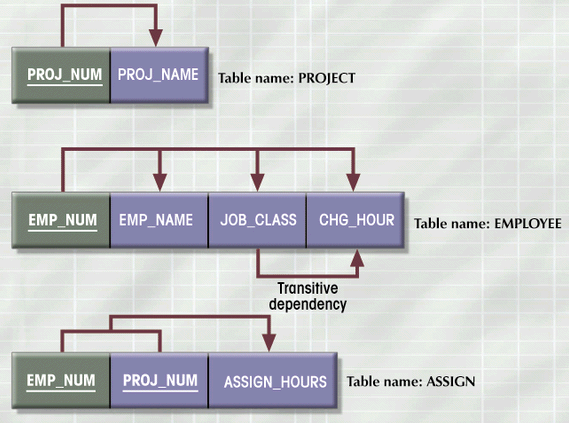 PROJ_NUM PROJ_NAME Table name: PROJECT
EMP_NUM EMP_NAME JOB_CLASS CHG_HOUR Table name: EMPLOYEE
Transitive
dependency
EMP_NUM PROJ_NUM ASSIGN_HOURS Table name: ASSIGN